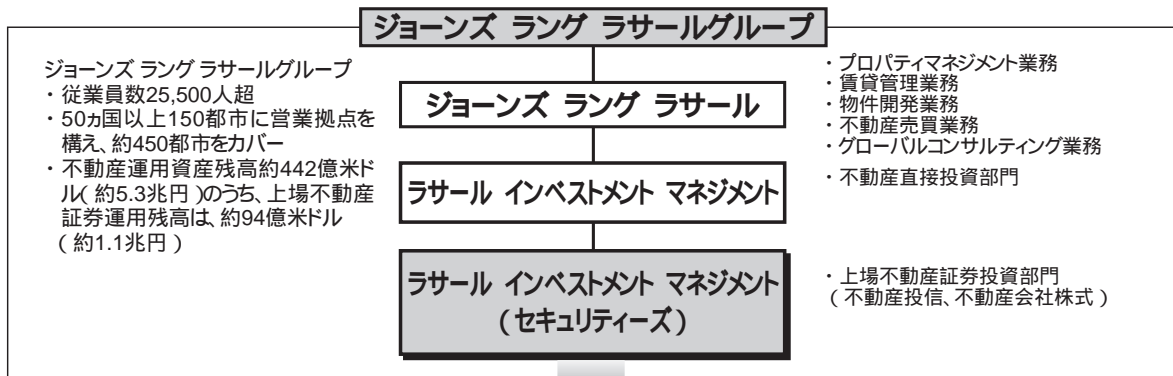 ジョーンズ ラング ラサールグループ
ジョーンズ ラング ラサールグループ
・従業員数25,500人超
・50ヵ国以上150都市に営業拠点を
構え、約450都市をカバー
・不動産運用資産残高約442億米ド
ル(約5.3兆円)のうち、上場不動産
証券運用残高は、約94億米ドル
(約1.1兆円)
ジョーンズ ラング ラサール
・プロパティマネジメント業務
・賃貸管理業務
・物件開発業務
・不動産売買業務
・グローバルコンサルティング業務
ラサール インベストメント マネジメント
・不動産直接投資部門
ラサール インベストメント マネジメント
(セキュリティーズ)
・上場不動産証券投資部門
(不動産投信、不動産会社株式)